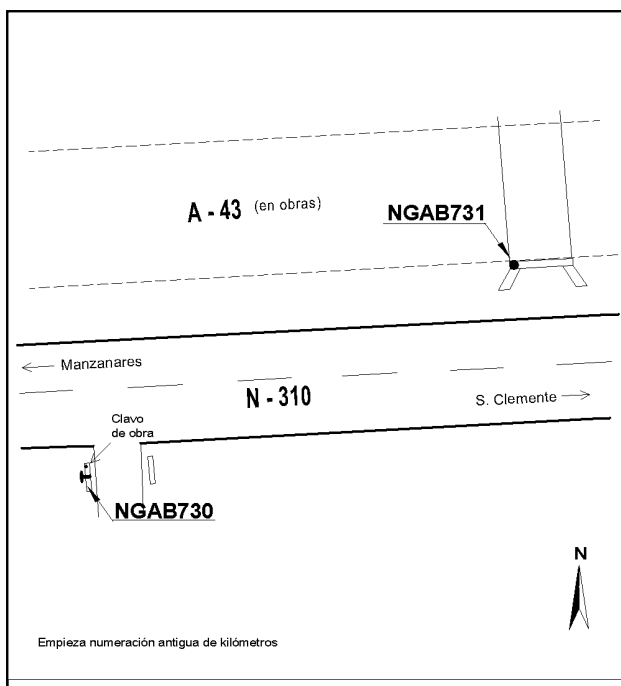 A - 43 (en obras)
NGAB731
Manzanares
N - 310
S. Clemente
Clavo
de obra
NGAB730
N
Empieza numeración antigua de kilómetros